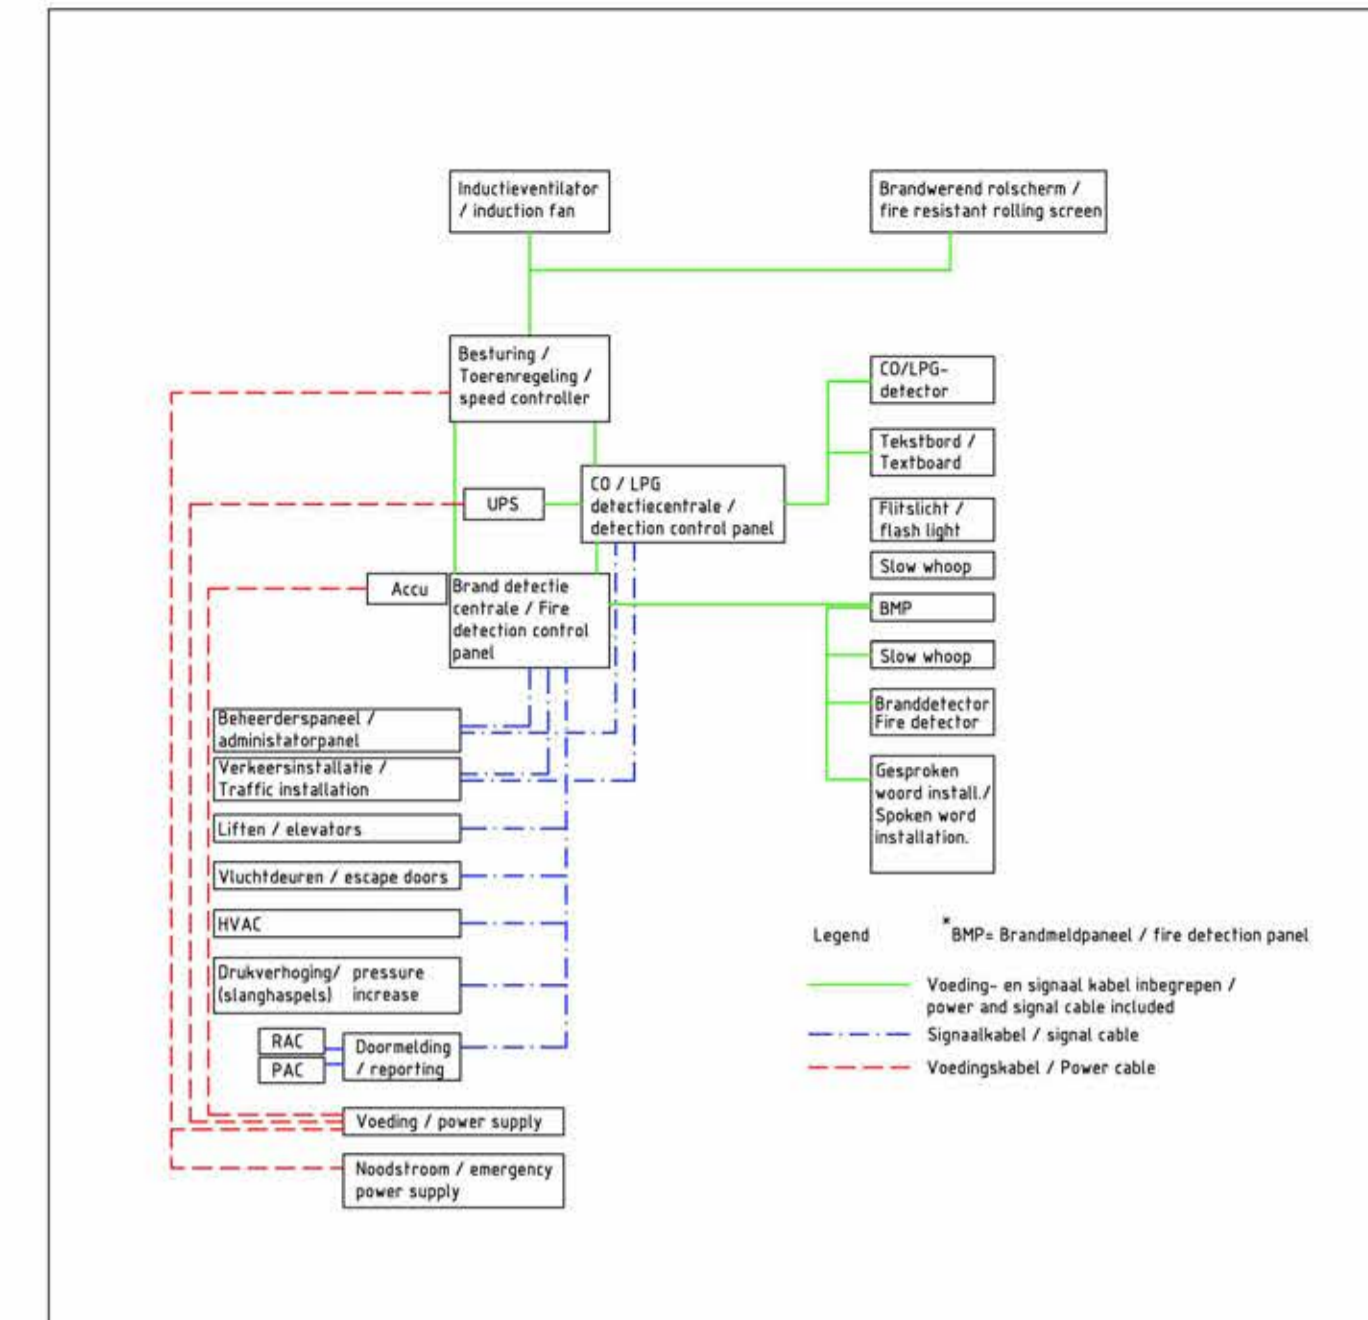 Inductieventilator
/ induction fan
Brandwerend rolscherm /
fire resistant rolling screen
Besturing /
Toerenregeling /
speed controller
CO/LPG-
detector
Tekstbord /
Textboard
UPS
CO / LPG
detectiecentrale /
detection control panel
Flitslicht /
flash light
Slow whoop
Accu
Brand detectie
centrale / Fire
detection control
panel
BMP
Slow whoop
Branddetector
Fire detector
Gesproken
woord install./
Spoken word
installation.
Beheerderspaneel /
administatorpanel
Verkeersinstallatie /
Traffic installation
Liften / elevators
Vluchtdeuren / escape doors
HVAC
Drukverhoging/ pressure
(slanghaspels) increase
RAC
PAC
Doormelding
/ reporting
Voeding / power supply
Noodstroom / emergency
power supply
Legend
*BMP= Brandmeldpaneel / fire detection panel
Voeding- en signaal kabel inbegrepen /
power and signal cable included
Signaalkabel / signal cable
Voedingskabel / Power cable